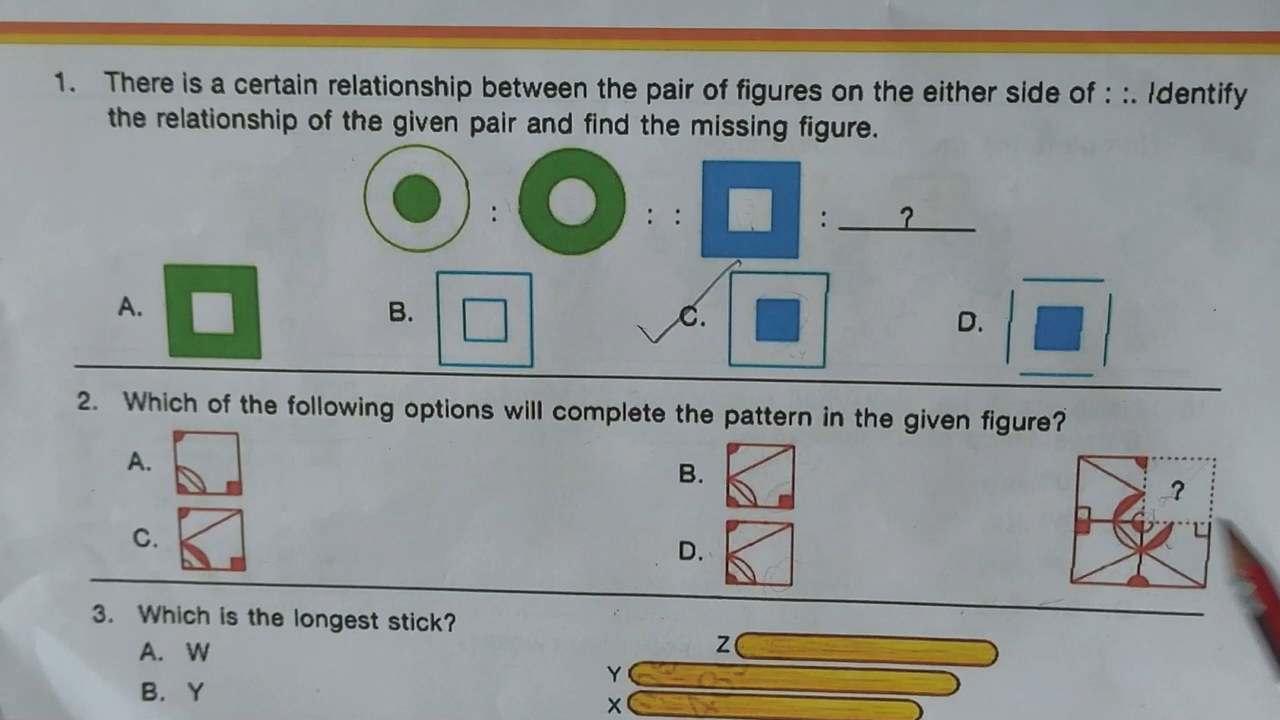 1. There is a certain relationship between the pair of figures on the either side of : :. Identify
the relationship of the given pair and find the missing figure.
: : : : ?
A. B. C. D.
2. Which of the following options will complete the pattern in the given figure?
A. B.
?
C. D.
3. Which is the longest stick?
Z
A. W
Y
B. Y
X